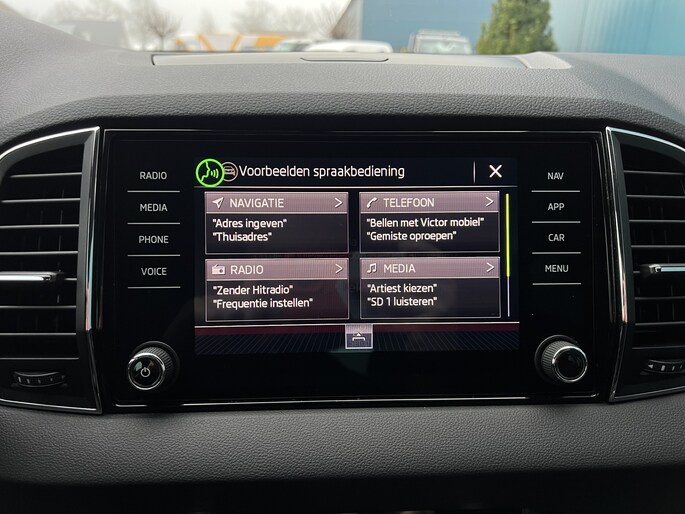 Voorbeelden spraakbediening
RADIO
MEDIA
PHONE
VOICE
NAVIGATIE
"Adres ingeven"
"Thuisadres"
TELEFOON
"Bellen met Victor mobiel"
"Gemiste oproepen"
RADIO
"Zender Hitradio"
"Frequentie instellen"
MEDIA
"Artiest kiezen"
"SD 1 luisteren"
NAV
APP
CAR
MENU